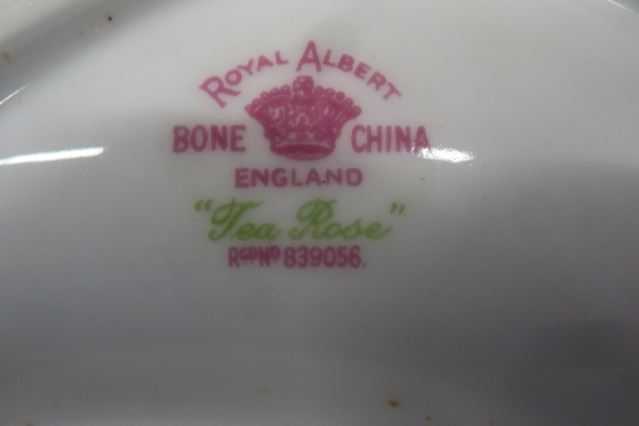 ROYAL ALBERT
BONE CHINA
ENGLAND
"Tea Rose"
RGDNO 839056.